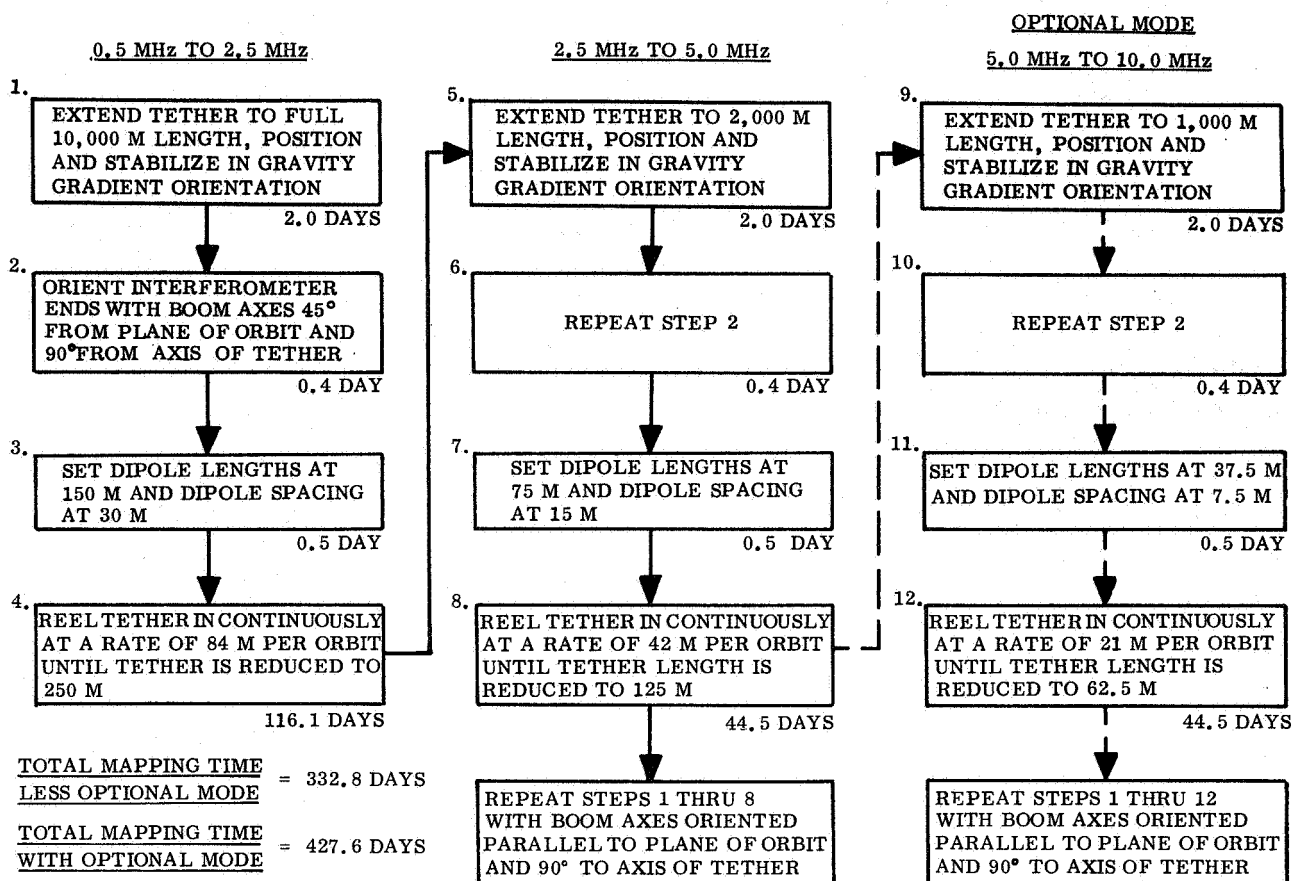 0.5 MHz TO 2.5 MHz
1.
EXTEND TETHER TO FULL
10,000 M LENGTH, POSITION
AND STABILIZE IN GRAVITY
GRADIENT ORIENTATION
2.0 DAYS
2.
ORIENT INTERFEROMETER
ENDS WITH BOOM AXES 45°
FROM PLANE OF ORBIT AND
90° FROM AXIS OF TETHER
0.4 DAY
3.
SET DIPOLE LENGTHS AT
150 M AND DIPOLE SPACING
AT 30 M
0.5 DAY
4.
REEL TETHER IN CONTINUOUSLY
AT A RATE OF 84 M PER ORBIT
UNTIL TETHER IS REDUCED TO
250 M
116.1 DAYS
TOTAL MAPPING TIME
LESS OPTIONAL MODE
= 332.8 DAYS
TOTAL MAPPING TIME
WITH OPTIONAL MODE
= 427.6 DAYS
2.5 MHz TO 5.0 MHz
5.
EXTEND TETHER TO 2,000 M
LENGTH, POSITION AND
STABILIZE IN GRAVITY
GRADIENT ORIENTATION
2.0 DAYS
6.
REPEAT STEP 2
0.4 DAY
7.
SET DIPOLE LENGTHS AT
75 M AND DIPOLE SPACING
AT 15 M
0.5 DAY
8.
REEL TETHER IN CONTINUOUSLY
AT A RATE OF 42 M PER ORBIT
UNTIL TETHER LENGTH IS
REDUCED TO 125 M
44.5 DAYS
REPEAT STEPS 1 THRU 8
WITH BOOM AXES ORIENTED
PARALLEL TO PLANE OF ORBIT
AND 90° TO AXIS OF TETHER
OPTIONAL MODE
5.0 MHz TO 10.0 MHz
9.
EXTEND TETHER TO 1,000 M
LENGTH, POSITION AND
STABILIZE IN GRAVITY
GRADIENT ORIENTATION
2.0 DAYS
10.
REPEAT STEP 2
0.4 DAY
11.
SET DIPOLE LENGTHS AT 37.5 M
AND DIPOLE SPACING AT 7.5 M
0.5 DAY
12.
REEL TETHER IN CONTINUOUSLY
AT A RATE OF 21 M PER ORBIT
UNTIL TETHER LENGTH IS
REDUCED TO 62.5 M
44.5 DAYS
REPEAT STEPS 1 THRU 12
WITH BOOM AXES ORIENTED
PARALLEL TO PLANE OF ORBIT
AND 90° TO AXIS OF TETHER